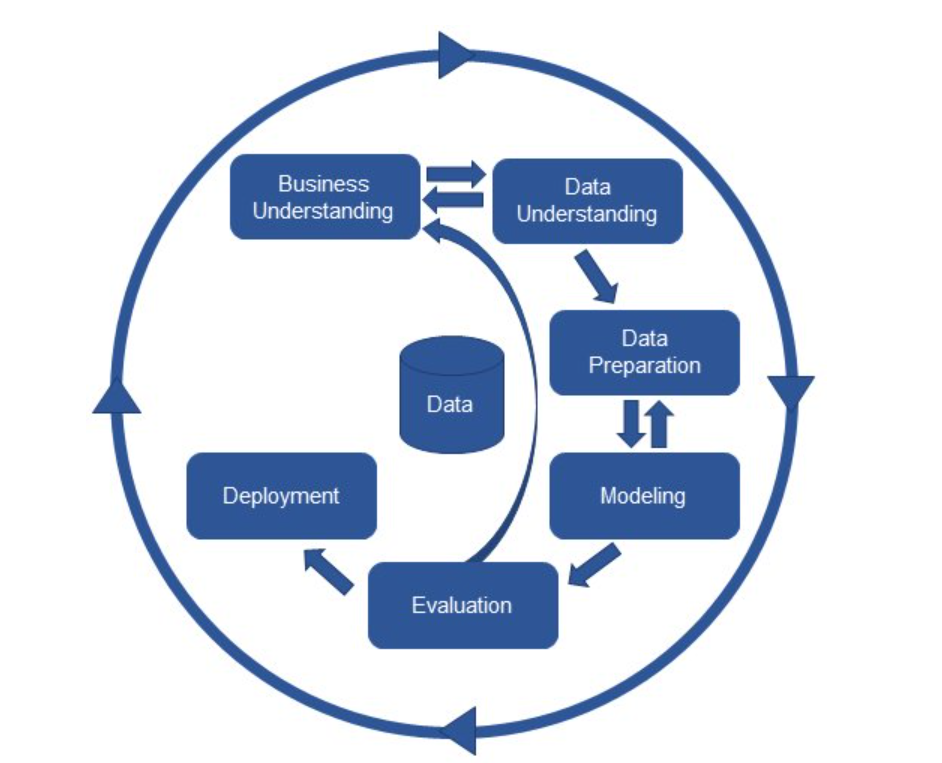 Business
Understanding
Data
Understanding
Data
Preparation
Data
Deployment
Modeling
Evaluation